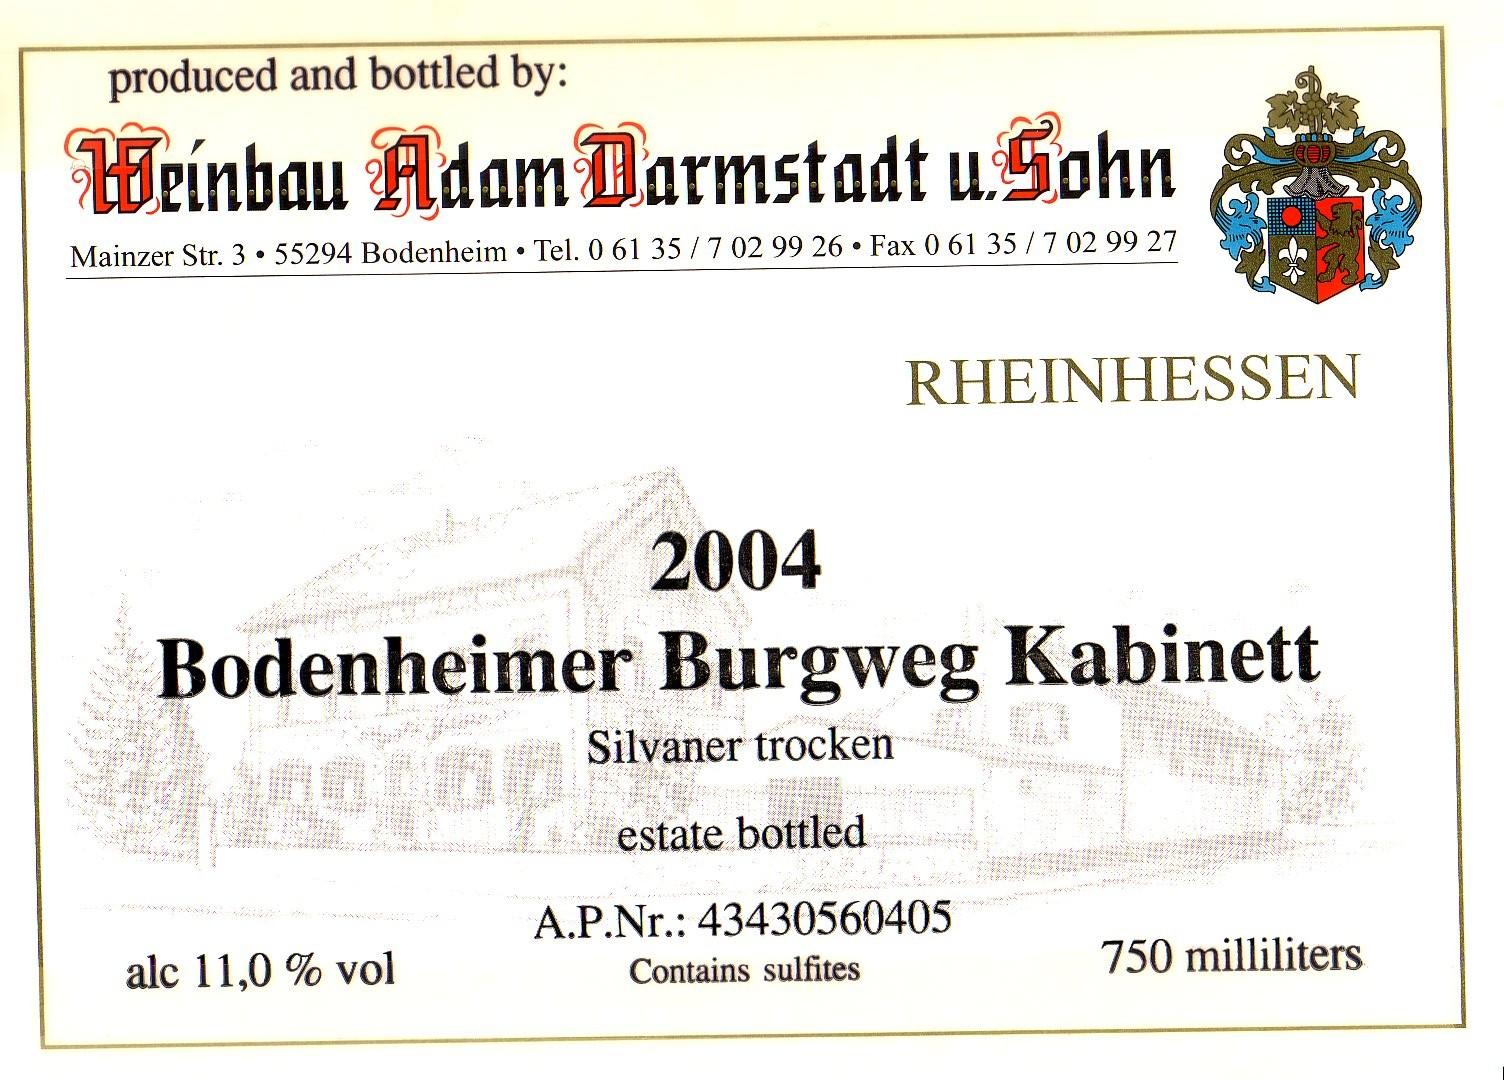 produced and bottled by:
Weinbau Adam Darmstadt u. Sohn
Mainzer Str. 3 • 55294 Bodenheim • Tel. 0 61 35 / 7 02 99 26 • Fax 0 61 35 / 7 02 99 27
RHEINHESSEN
2004
Bodenheimer Burgweg Kabinett
Silvaner trocken
estate bottled
A.P.Nr.: 43430560405
alc 11,0 % vol
Contains sulfites
750 milliliters